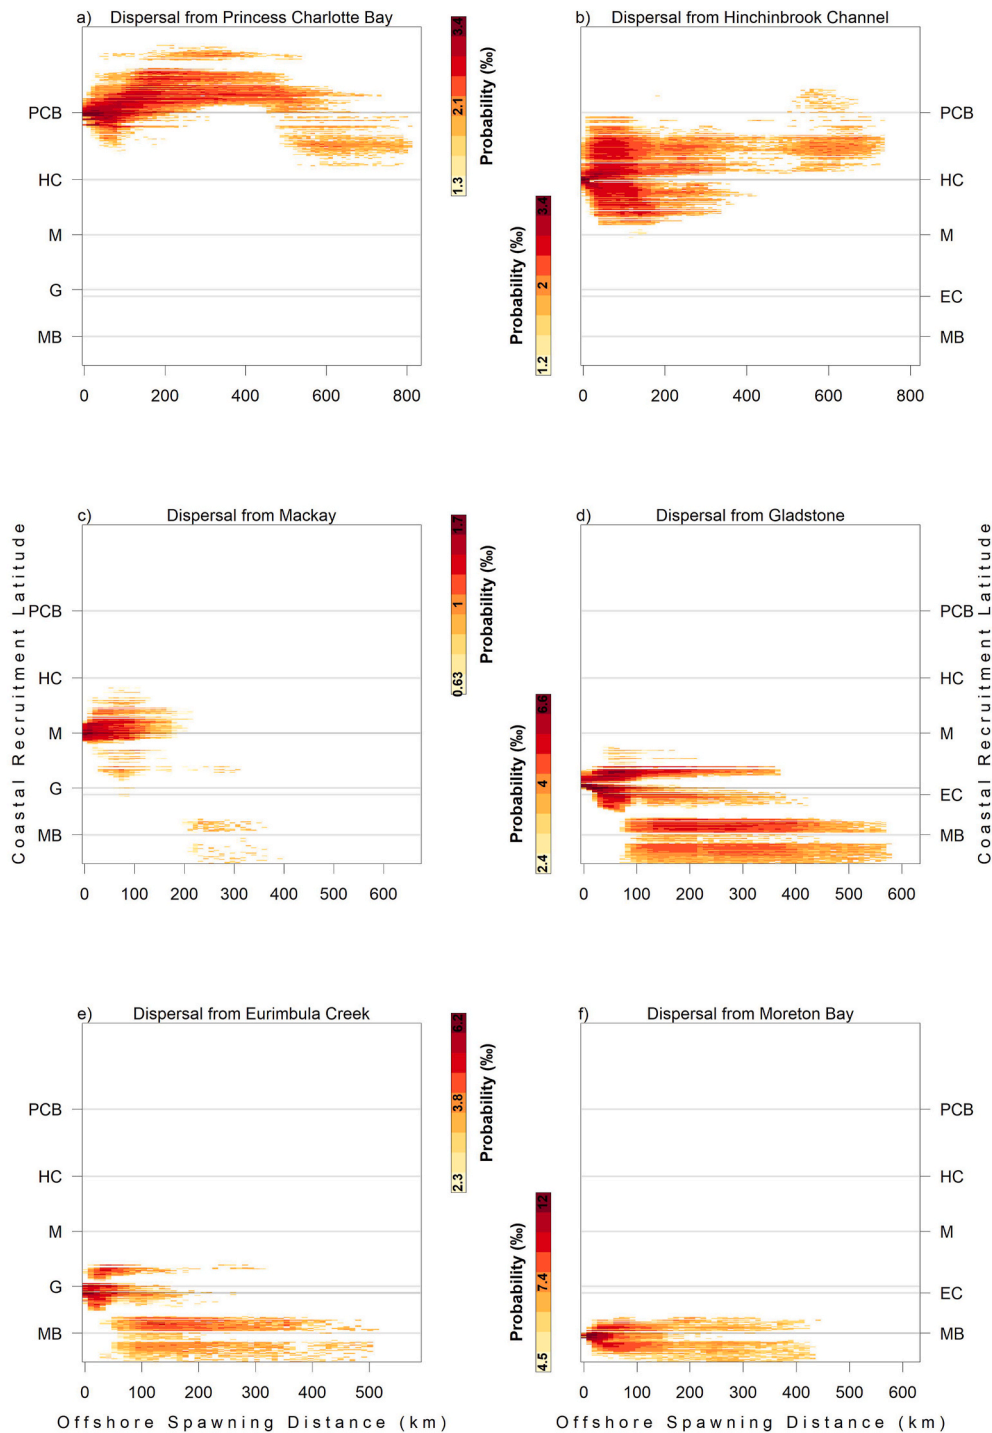 a) Dispersal from Princess Charlotte Bay
3.4
2.1
1.3
Probability (‰)
PCB
HC
M
G
MB
0 200 400 600 800
b) Dispersal from Hinchinbrook Channel
3.4
2
1.2
Probability (‰)
PCB
HC
M
EC
MB
0 200 400 600 800
c) Dispersal from Mackay
1.7
1
0.63
Probability (‰)
Coastal Recruitment Latitude
PCB
HC
M
G
MB
0 100 200 300 400 500 600
d) Dispersal from Gladstone
6.6
4
2.4
Probability (‰)
PCB
HC
M
EC
MB
Coastal Recruitment Latitude
0 100 200 300 400 500 600
e) Dispersal from Eurimbula Creek
6.2
3.8
2.3
Probability (‰)
PCB
HC
M
G
MB
0 100 200 300 400 500
Offshore Spawning Distance (km)
f) Dispersal from Moreton Bay
12
7.4
4.5
Probability (‰)
PCB
HC
M
EC
MB
0 100 200 300 400 500 600
Offshore Spawning Distance (km)